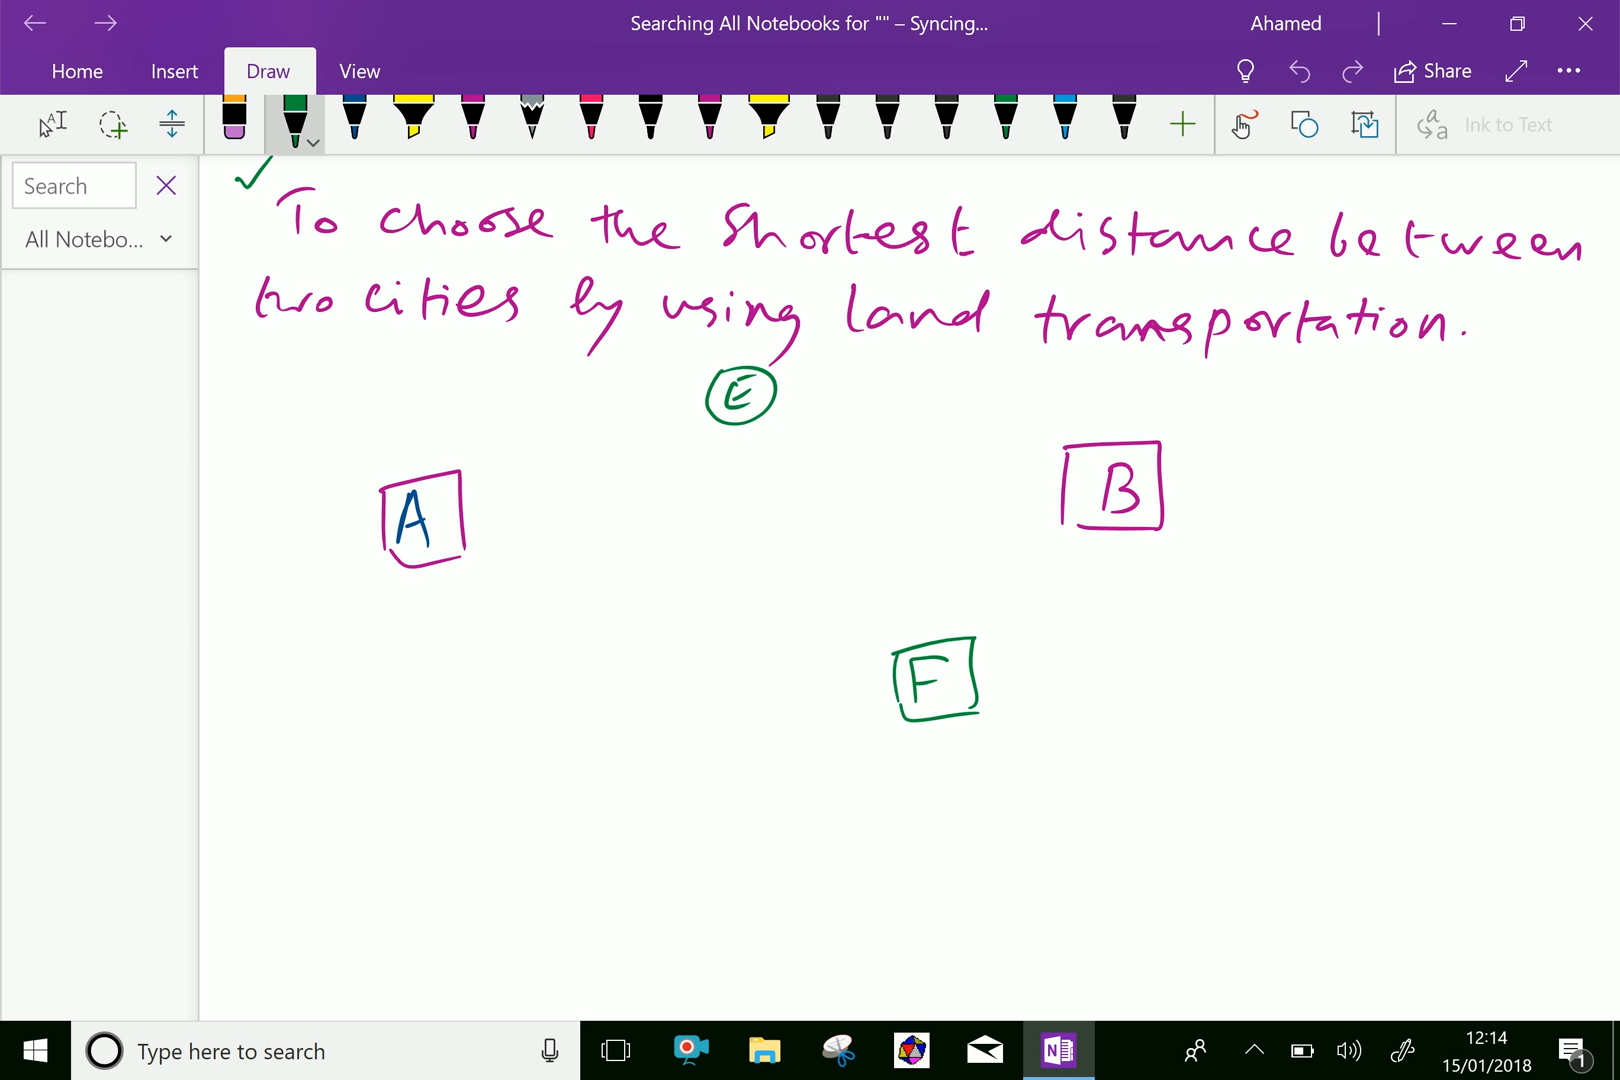 Searching All Notebooks for "" – Syncing...
Ahamed
Home Insert Draw View
Share
Ink to Text
Search
All Notebo...
To choose the shortest distance between
two cities by using land transportation.
E
B
A
F
Type here to search
N
12:14
15/01/2018
1